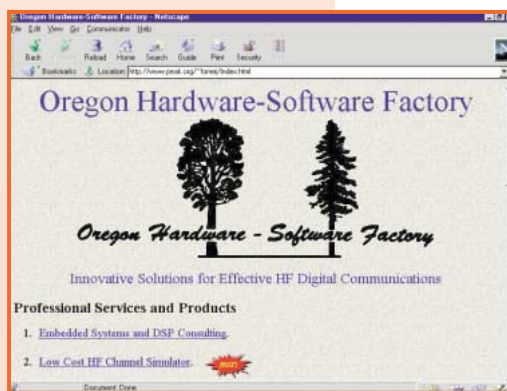 Oregon Hardware-Software Factory - Netscape
File Edit View Go Communicator Help
Back Reload Home Search Guide Print Security
Bookmarks Location: http://www.peak.org/~forrerj/index.html
Oregon Hardware-Software Factory
Oregon Hardware - Software Factory
Innovative Solutions for Effective HF Digital Communications
Professional Services and Products
1. Embedded Systems and DSP Consulting.
2. Low Cost HF Channel Simulater.
Document: Done